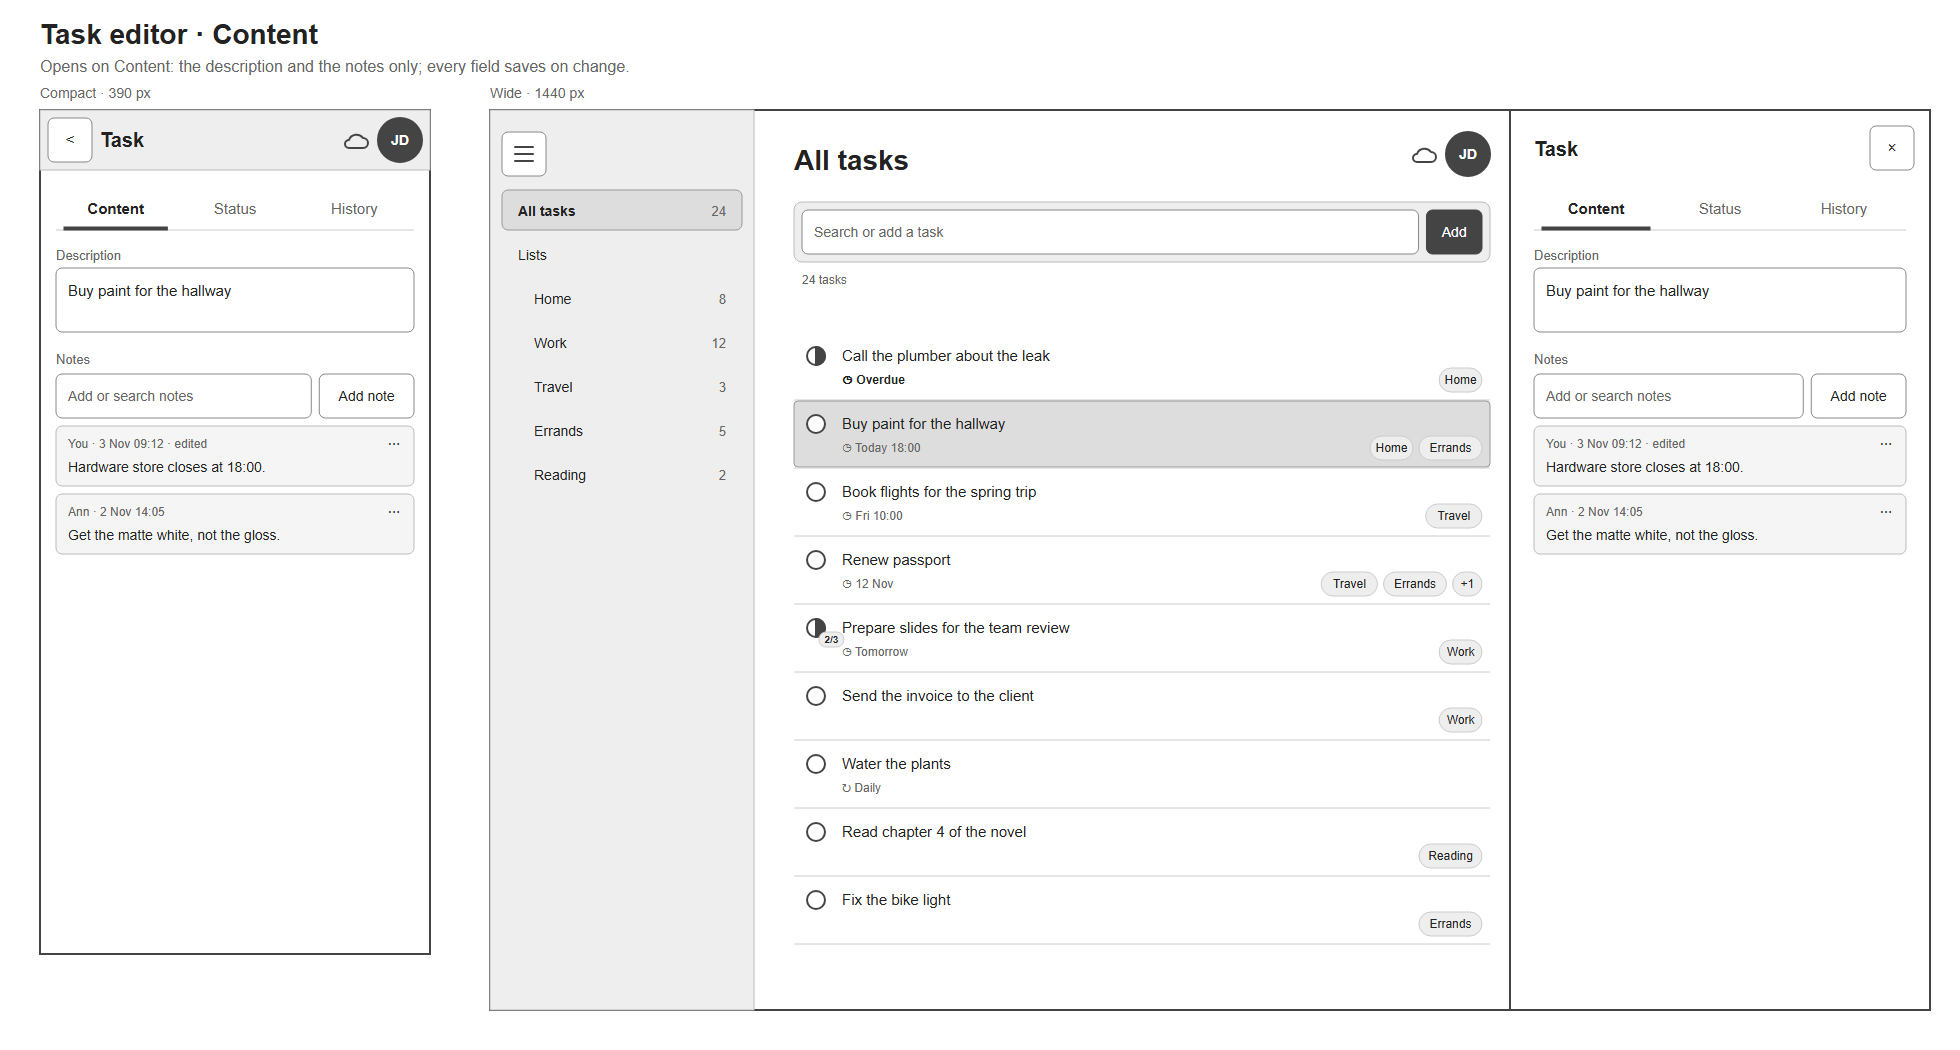 Task editor · Content
Opens on Content: the description and the notes only; every field saves on change.
Compact · 390 px
< Task JD
Content Status History
Description
Buy paint for the hallway
Notes
Add or search notes Add note
You · 3 Nov 09:12 · edited ...
Hardware store closes at 18:00.
Ann · 2 Nov 14:05 ...
Get the matte white, not the gloss.
Wide · 1440 px
All tasks 24
Lists
Home 8
Work 12
Travel 3
Errands 5
Reading 2
All tasks JD
Search or add a task Add
24 tasks
Call the plumber about the leak
Overdue Home
Buy paint for the hallway
Today 18:00 Home Errands
Book flights for the spring trip
Fri 10:00 Travel
Renew passport
12 Nov Travel Errands +1
Prepare slides for the team review
2/3
Tomorrow Work
Send the invoice to the client
Work
Water the plants
↻ Daily
Read chapter 4 of the novel
Reading
Fix the bike light
Errands
Task ×
Content Status History
Description
Buy paint for the hallway
Notes
Add or search notes Add note
You · 3 Nov 09:12 · edited ...
Hardware store closes at 18:00.
Ann · 2 Nov 14:05 ...
Get the matte white, not the gloss.